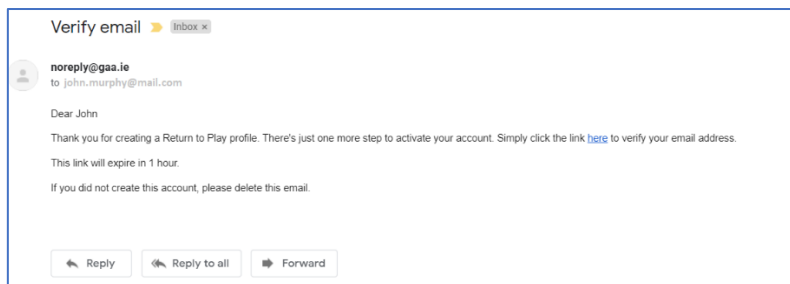 Verify email Inbox ×
noreply@gaa.ie
to john.murphy@mail.com
Dear John
Thank you for creating a Return to Play profile. There's just one more step to activate your account. Simply click the link here to verify your email address.
This link will expire in 1 hour.
If you did not create this account, please delete this email.
Reply Reply to all Forward